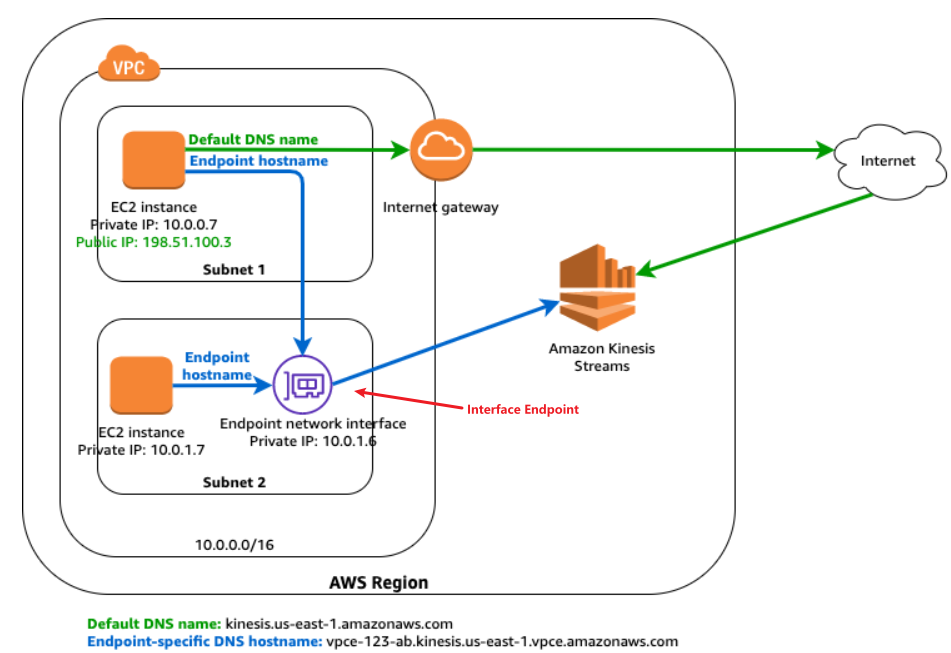 VPC
Default DNS name
Endpoint hostname
EC2 instance
Private IP: 10.0.0.7
Public IP: 198.51.100.3
Subnet 1
Internet gateway
Internet
Amazon Kinesis
Streams
Endpoint
hostname
Interface Endpoint
Endpoint network interface
Private IP: 10.0.1.6
EC2 instance
Private IP: 10.0.1.7
Subnet 2
10.0.0.0/16
AWS Region
Default DNS name: kinesis.us-east-1.amazonaws.com
Endpoint-specific DNS hostname: vpce-123-ab.kinesis.us-east-1.vpce.amazonaws.com